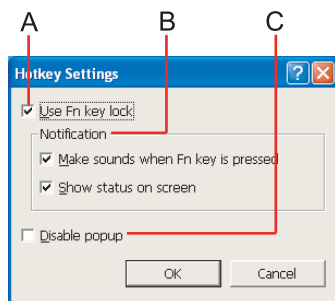 A B C
Hotkey Settings
Use Fn key lock
Notification
Make sounds when Fn key is pressed
Show status on screen
Disable popup
OK Cancel